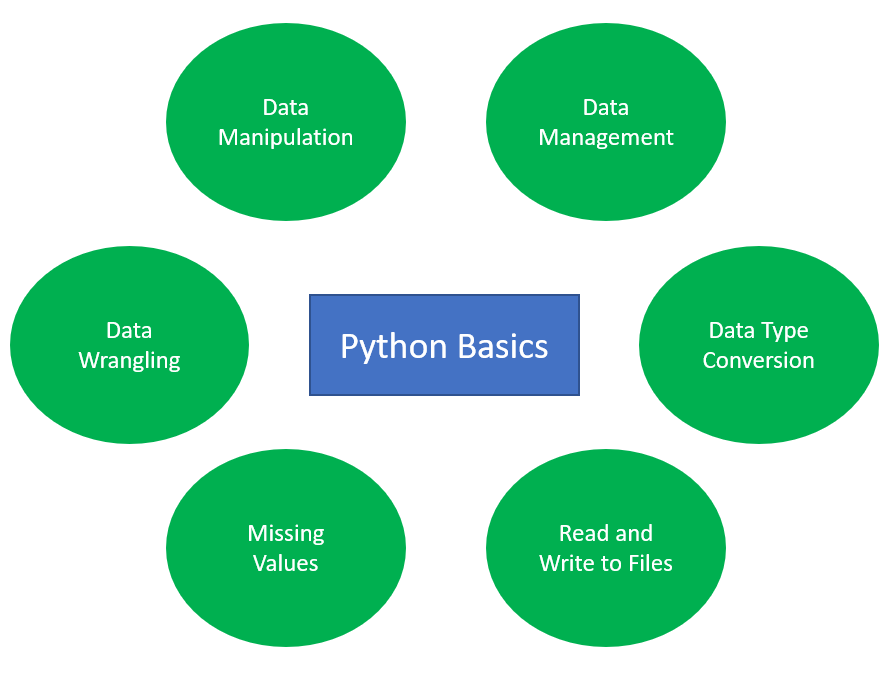 Data
Manipulation
Data
Management
Data
Wrangling
Python Basics
Data Type
Conversion
Missing
Values
Read and
Write to Files